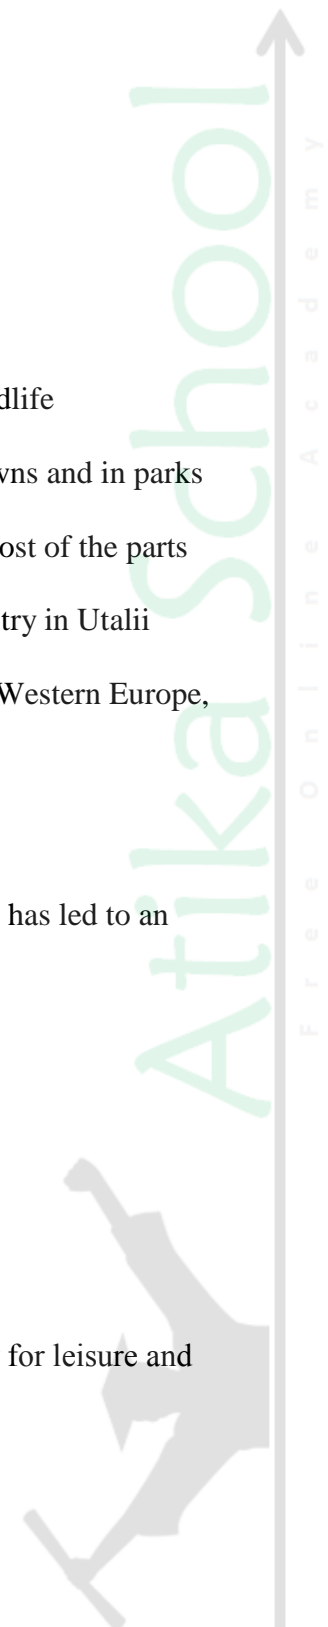 dlife
wns and in parks
ost of the parts
try in Utalii
Western Europe,
has led to an
for leisure and
Atika School
Free Online Academy